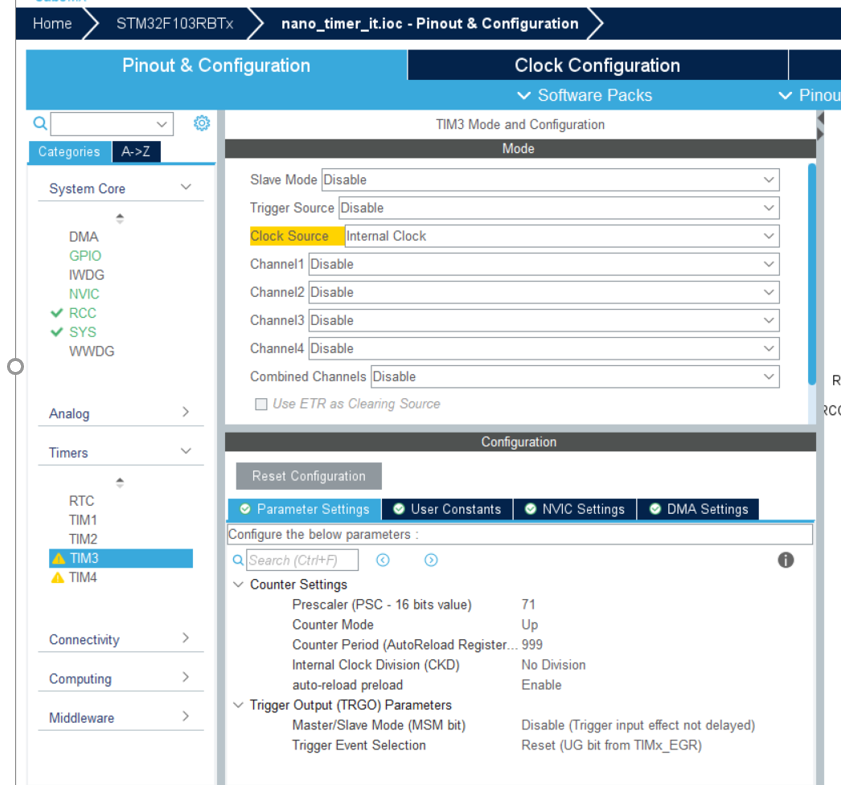 Home STM32F103RBTx nano_timer_it.ioc - Pinout & Configuration
Pinout & Configuration Clock Configuration
Software Packs Pinou
TIM3 Mode and Configuration
Categories A->Z
Mode
System Core
DMA
GPIO
IWDG
NVIC
RCC
SYS
WWDG
Analog
Timers
RTC
TIM1
TIM2
TIM3
TIM4
Connectivity
Computing
Middleware
Slave Mode Disable
Trigger Source Disable
Clock Source Internal Clock
Channel1 Disable
Channel2 Disable
Channel3 Disable
Channel4 Disable
Combined Channels Disable
Use ETR as Clearing Source
Configuration
Reset Configuration
Parameter Settings User Constants NVIC Settings DMA Settings
Configure the below parameters :
Search (Ctrl+F)
Counter Settings
Prescaler (PSC - 16 bits value) 71
Counter Mode Up
Counter Period (AutoReload Register... 999
Internal Clock Division (CKD) No Division
auto-reload preload Enable
Trigger Output (TRGO) Parameters
Master/Slave Mode (MSM bit) Disable (Trigger input effect not delayed)
Trigger Event Selection Reset (UG bit from TIMx_EGR)
R